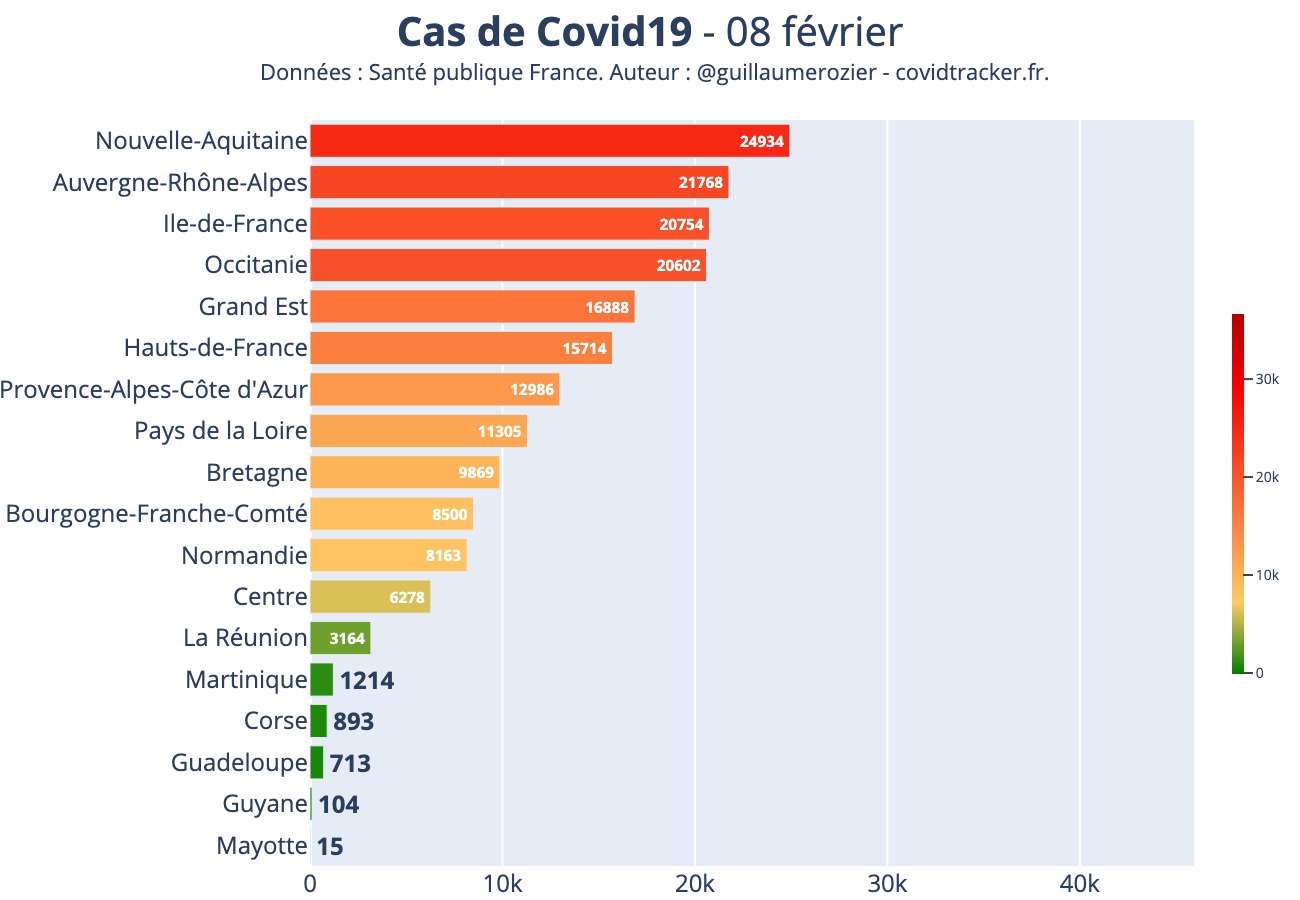 Cas de Covid19 - 08 février
Données : Santé publique France. Auteur : @guillaumerozier - covidtracker.fr.
Nouvelle-Aquitaine 24934
Auvergne-Rhône-Alpes 21768
Ile-de-France 20754
Occitanie 20602
Grand Est 16888
Hauts-de-France 15714
Provence-Alpes-Côte d'Azur 12986
Pays de la Loire 11305
Bretagne 9869
Bourgogne-Franche-Comté 8500
Normandie 8163
Centre 6278
La Réunion 3164
Martinique 1214
Corse 893
Guadeloupe 713
Guyane 104
Mayotte 15
0 10k 20k 30k 40k
30k
20k
10k
0